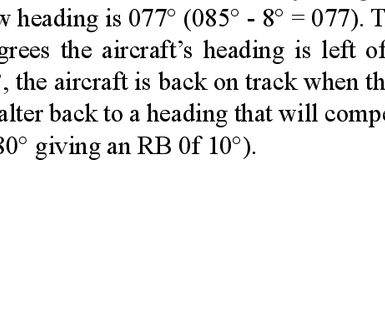 w heading is 077° (085° - 8° = 077). T
grees the aircraft’s heading is left of
°, the aircraft is back on track when th
alter back to a heading that will compe
80° giving an RB 0f 10°).